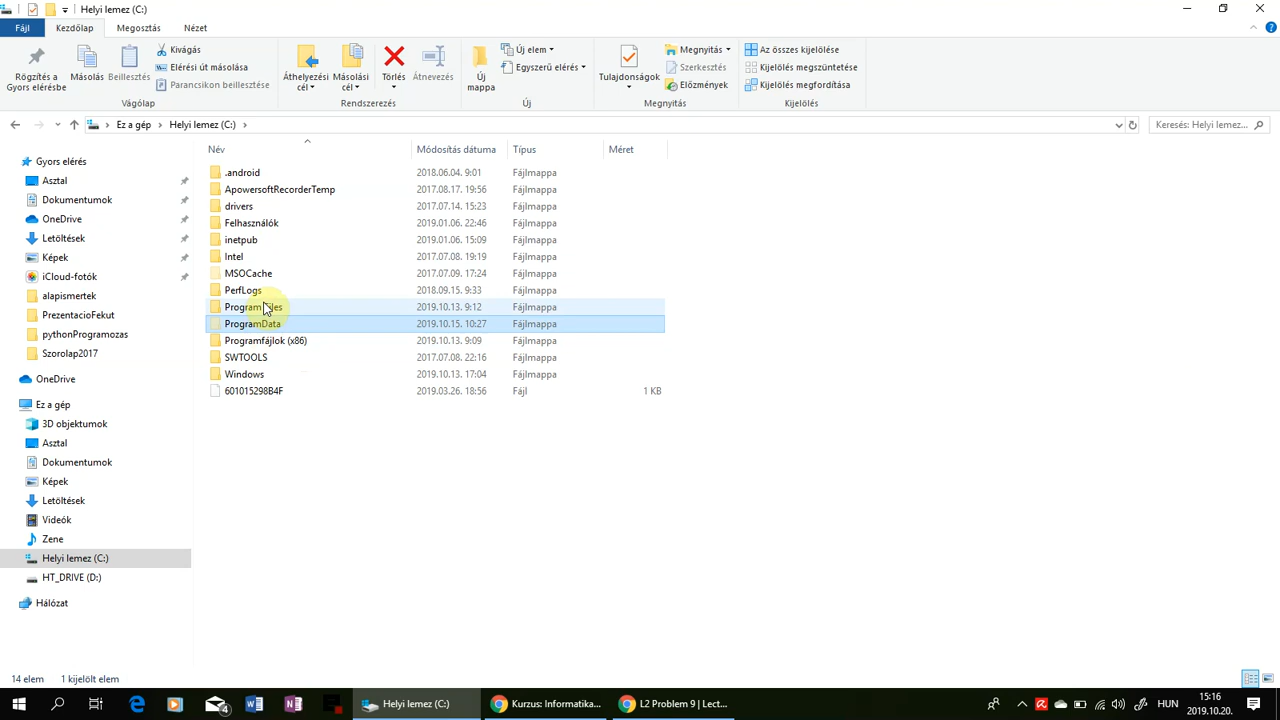 Helyi lemez (C:)
Fájl
Kezdőlap
Megosztás
Nézet
Rögzítés a
Gyors elérésbe
Másolás
Beillesztés
Kivágás
Elérési út másolása
Parancsikon beillesztése
Vágólap
Áthelyezési
cél
Másolási
cél
Törlés
Átnevezés
Rendszerezés
Új
mappa
Új elem
Egyszerű elérés
Új
Tulajdonságok
Megnyitás
Szerkesztés
Előzmények
Megnyitás
Az összes kijelölése
Kijelölés megszüntetése
Kijelölés megfordítása
Kijelölés
Ez a gép
Helyi lemez (C:)
Keresés: Helyi lemez...
Gyors elérés
Asztal
Dokumentumok
OneDrive
Letöltések
Képek
iCloud-fotók
alapismertek
PrezentacioFekut
pythonProgramozas
Szorolap2017
OneDrive
Ez a gép
3D objektumok
Asztal
Dokumentumok
Képek
Letöltések
Videók
Zene
Helyi lemez (C:)
HT_DRIVE (D:)
Hálózat
Név Módosítás dátuma Típus Méret
.android 2018.06.04. 9:01 Fájlmappa
ApowersoftRecorderTemp 2017.08.17. 19:56 Fájlmappa
drivers 2017.07.14. 15:23 Fájlmappa
Felhasználók 2019.01.06. 22:46 Fájlmappa
inetpub 2019.01.06. 15:09 Fájlmappa
Intel 2017.07.08. 19:19 Fájlmappa
MSOCache 2017.07.09. 17:24 Fájlmappa
PerfLogs 2018.09.15. 9:33 Fájlmappa
Program Files 2019.10.13. 9:12 Fájlmappa
ProgramData 2019.10.15. 10:27 Fájlmappa
Programfájlok (x86) 2019.10.13. 9:09 Fájlmappa
SWTOOLS 2017.07.08. 22:16 Fájlmappa
Windows 2019.10.13. 17:04 Fájlmappa
601015298B4F 2019.03.26. 18:56 Fájl 1 KB
14 elem 1 kijelölt elem
4
Helyi lemez (C:)
Kurzus: Informatika...
L2 Problem 9 | Lect...
HUN
15:16
2019.10.20.